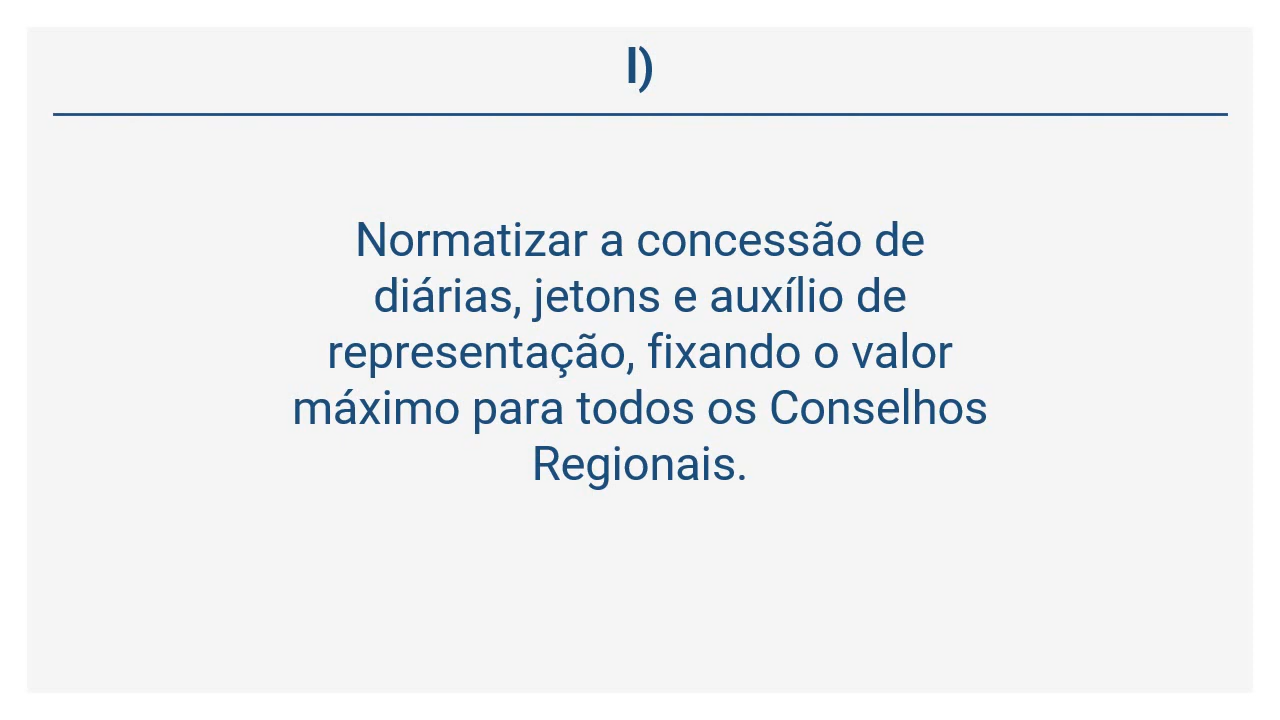 l)
Normatizar a concessão de
diárias, jetons e auxílio de
representação, fixando o valor
máximo para todos os Conselhos
Regionais.